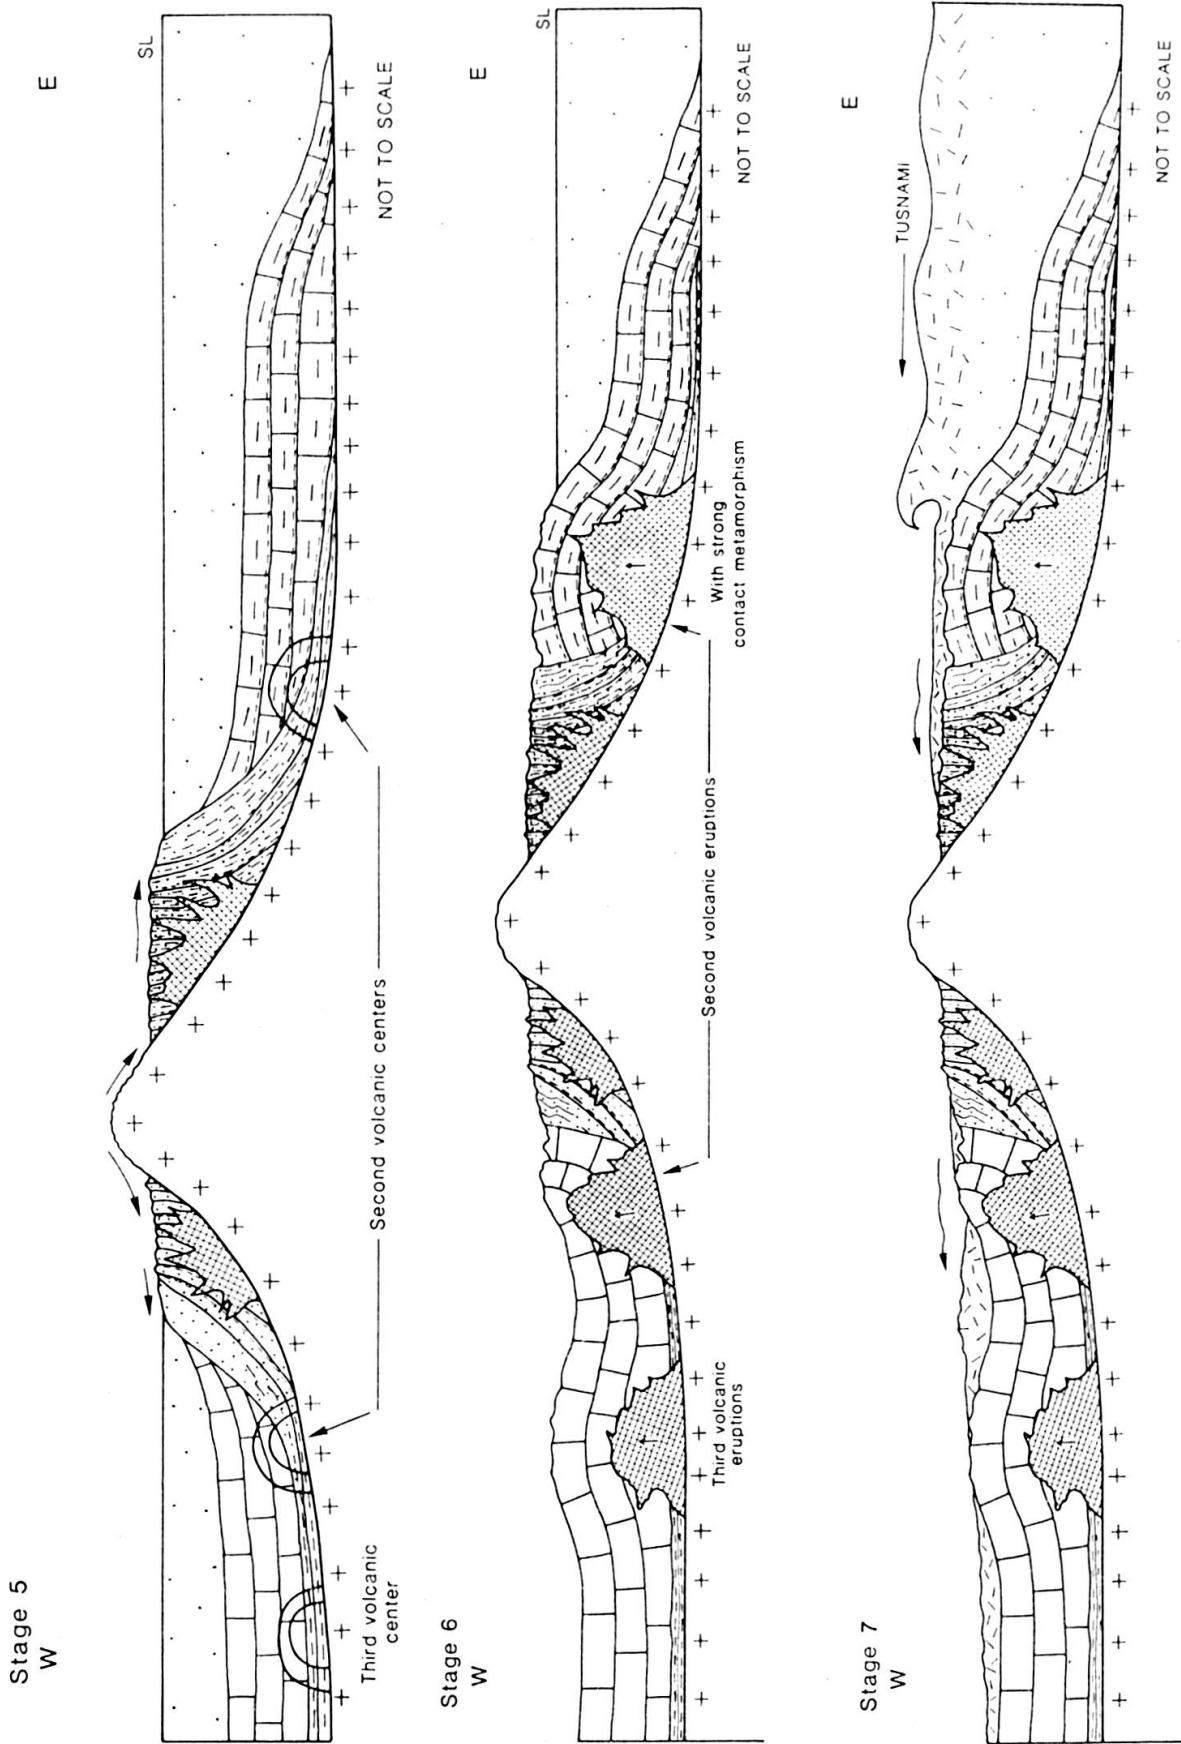 Stage 5
W
E
SL
Second volcanic centers
Third volcanic
center
NOT TO SCALE
Stage 6
W
E
SL
Second volcanic eruptions
With strong
contact metamorphism
Third volcanic
eruptions
NOT TO SCALE
Stage 7
W
E
TUSNAMI
NOT TO SCALE